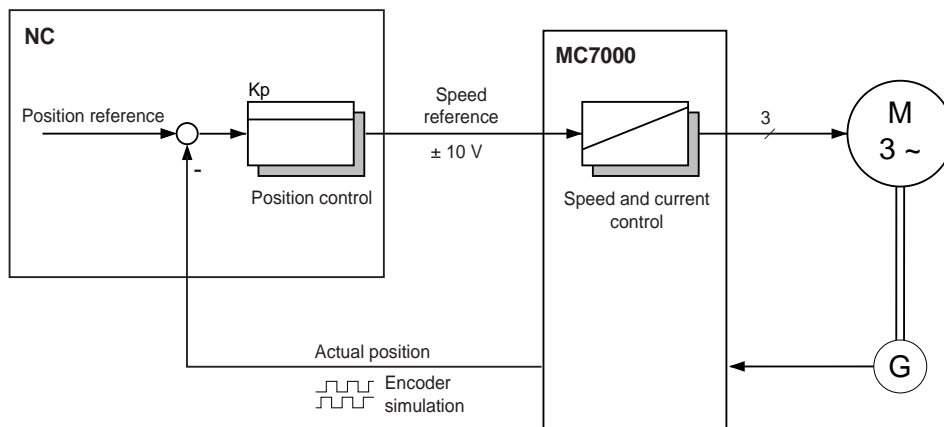 NC
MC7000
Position reference
Kp
Speed
reference
± 10 V
3
M
3 ~
-
Position control
Speed and current
control
Actual position
Encoder
simulation
G